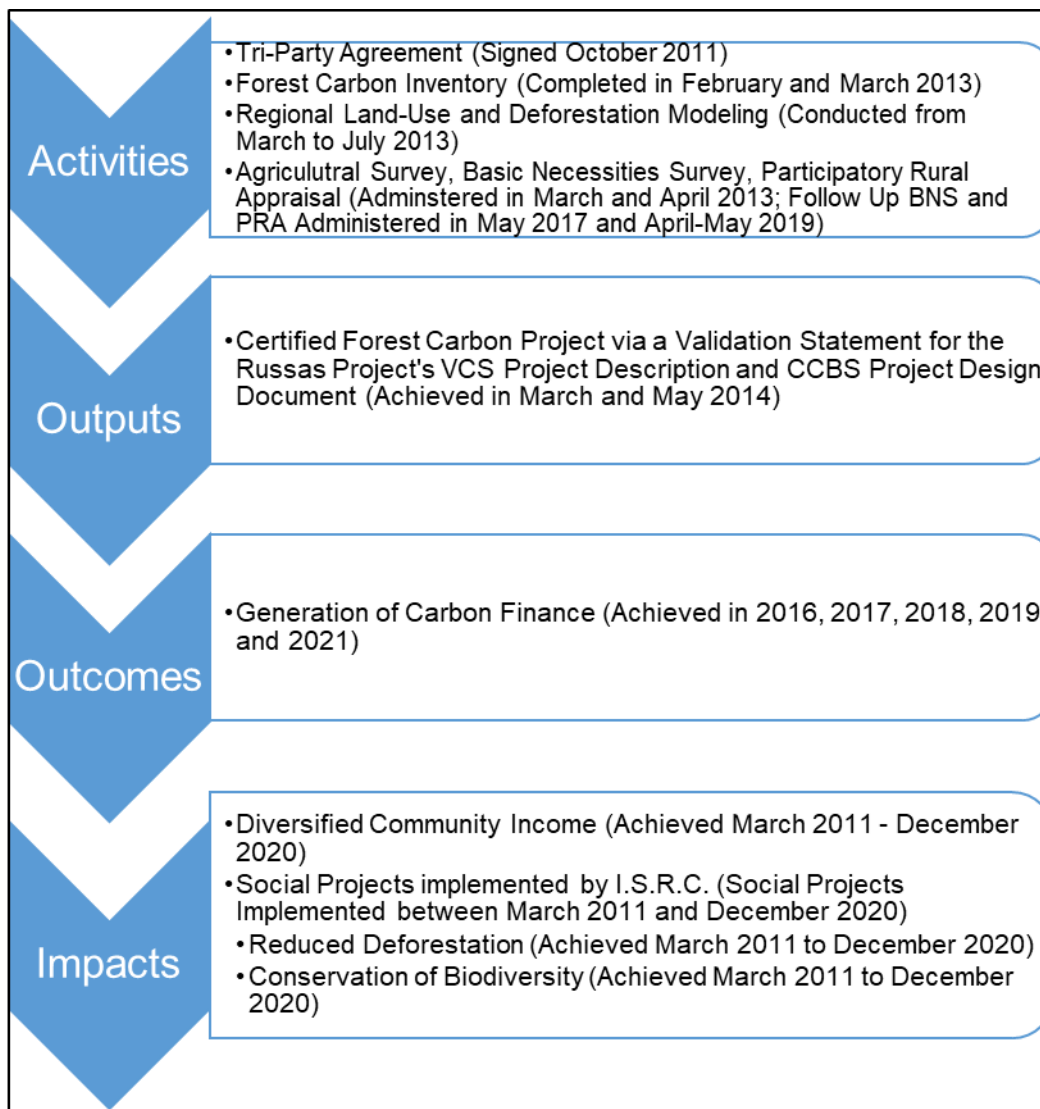 Activities
•Tri-Party Agreement (Signed October 2011)
•Forest Carbon Inventory (Completed in February and March 2013)
•Regional Land-Use and Deforestation Modeling (Conducted from
March to July 2013)
•Agriculutral Survey, Basic Necessities Survey, Participatory Rural
Appraisal (Adminstered in March and April 2013; Follow Up BNS and
PRA Administered in May 2017 and April-May 2019)
Outputs
•Certified Forest Carbon Project via a Validation Statement for the
Russas Project's VCS Project Description and CCBS Project Design
Document (Achieved in March and May 2014)
Outcomes
•Generation of Carbon Finance (Achieved in 2016, 2017, 2018, 2019
and 2021)
Impacts
•Diversified Community Income (Achieved March 2011 - December
2020)
•Social Projects implemented by I.S.R.C. (Social Projects
Implemented between March 2011 and December 2020)
•Reduced Deforestation (Achieved March 2011 to December 2020)
•Conservation of Biodiversity (Achieved March 2011 to December
2020)